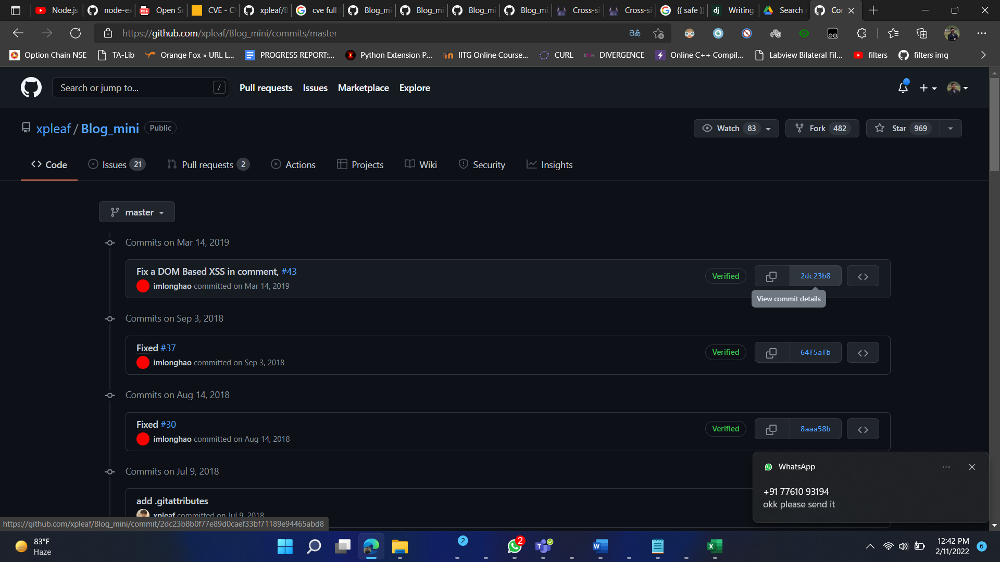 Node.js
node-ex
Open So
CVE - C
xpleaf/B
cve full
Blog_mi
Blog_mi
Blog_mi
Blog_mi
Cross-si
Cross-si
{{ safe }}
Writing
Search
Co
https://github.com/xpleaf/Blog_mini/commits/master
Option Chain NSE
TA-Lib
Orange Fox » URL L...
PROGRESS REPORT:...
Python Extension P...
IITG Online Course...
CURL
DIVERGENCE
Online C++ Compil...
Labview Bilateral Fil...
filters
filters img
Search or jump to...
/
Pull requests
Issues
Marketplace
Explore
xpleaf / Blog_mini
Public
Watch 83
Fork 482
Star 969
Code
Issues 21
Pull requests 2
Actions
Projects
Wiki
Security
Insights
master
Commits on Mar 14, 2019
Fix a DOM Based XSS in comment, #43
imlonghao committed on Mar 14, 2019
Verified
2dc23b8
View commit details
Commits on Sep 3, 2018
Fixed #37
imlonghao committed on Sep 3, 2018
Verified
64f5afb
Commits on Aug 14, 2018
Fixed #30
imlonghao committed on Aug 14, 2018
Verified
8aaa58b
Commits on Jul 9, 2018
add .gitattributes
xpleaf committed on Jul 9, 2018
WhatsApp
+91 77610 93194
okk please send it
https://github.com/xpleaf/Blog_mini/commit/2dc23b8b0f77e89d0caef33bf71189e94465abd8
83°F
Haze
2
2
12:42 PM
2/11/2022
6